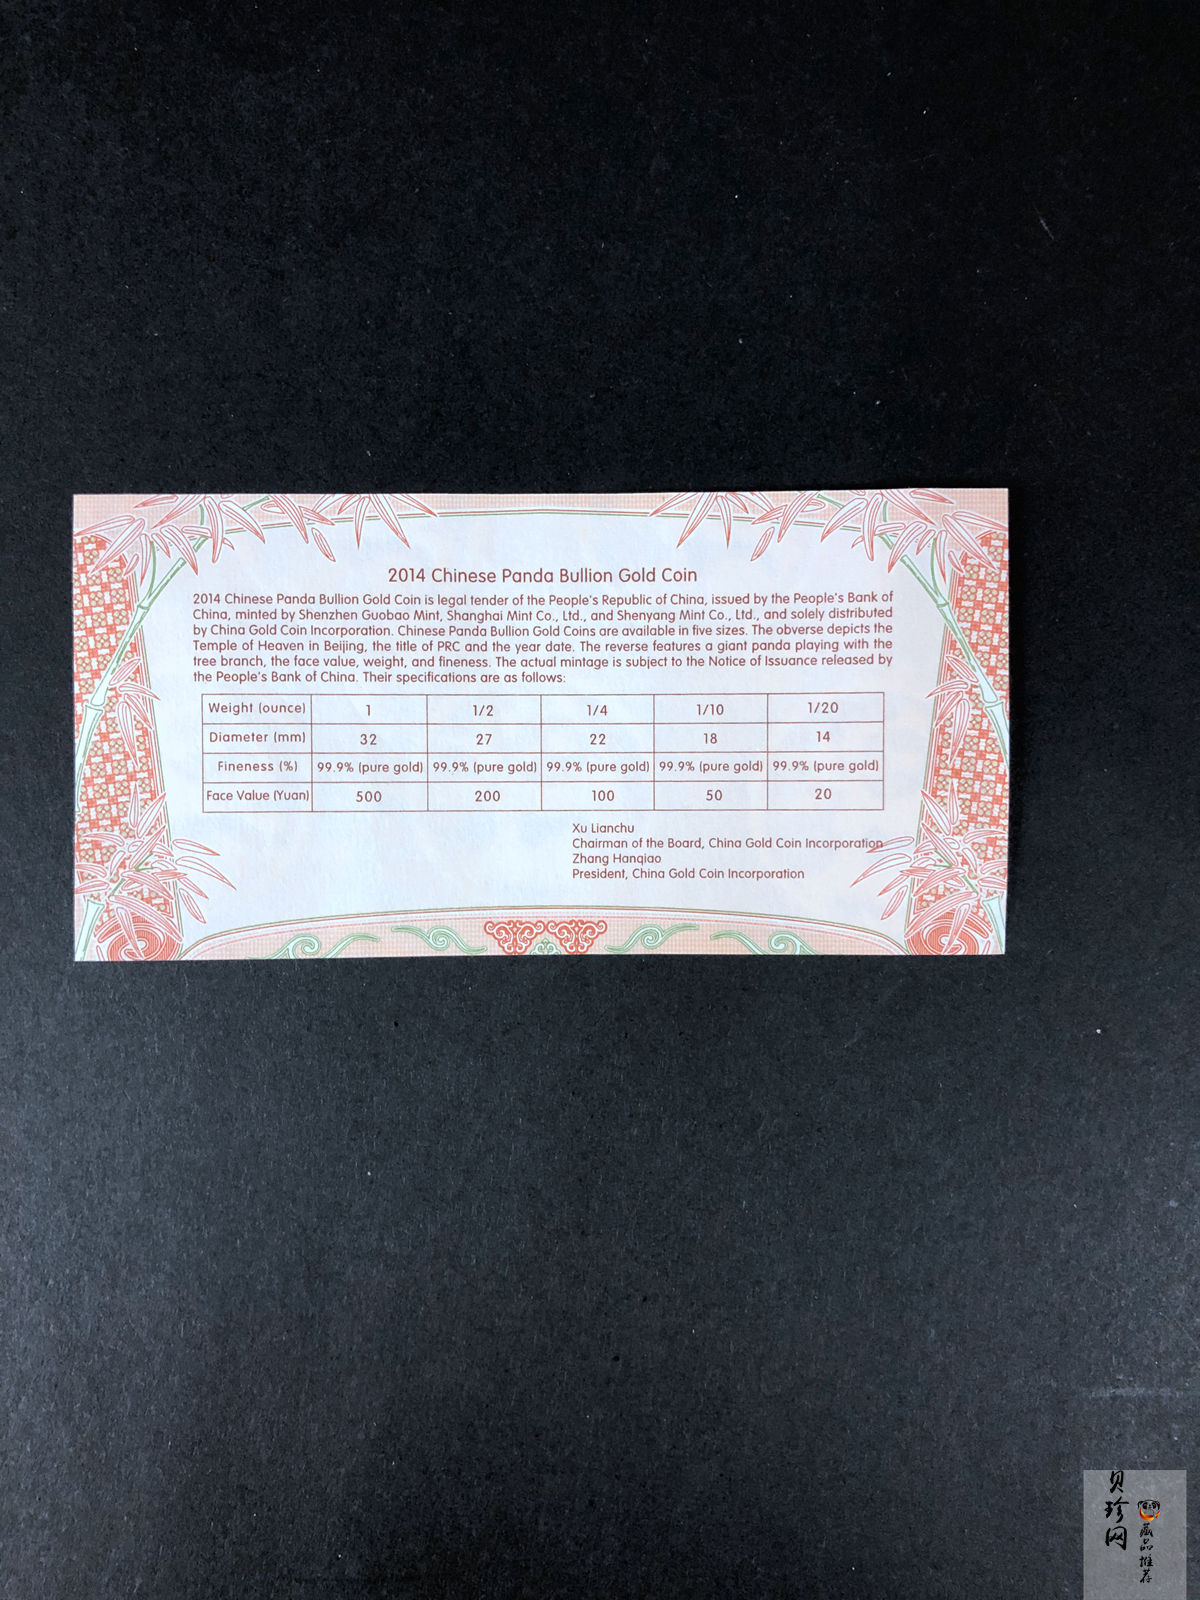 2014 Chinese Panda Bullion Gold Coin
2014 Chinese Panda Bullion Gold Coin is legal tender of the People's Republic of China, issued by the People's Bank of
China, minted by Shenzhen Guobao Mint, Shanghai Mint Co., Ltd., and Shenyang Mint Co., Ltd., and solely distributed
by China Gold Coin Incorporation. Chinese Panda Bullion Gold Coins are available in five sizes. The obverse depicts the
Temple of Heaven in Beijing, the title of PRC and the year date. The reverse features a giant panda playing with the
tree branch, the face value, weight, and fineness. The actual mintage is subject to the Notice of Issuance released by
the People's Bank of China. Their specifications are as follows:
Weight (ounce) 1 1/2 1/4 1/10 1/20
Diameter (mm) 32 27 22 18 14
Fineness (%) 99.9% (pure gold) 99.9% (pure gold) 99.9% (pure gold) 99.9% (pure gold) 99.9% (pure gold)
Face Value (Yuan) 500 200 100 50 20
Xu Lianchu
Chairman of the Board, China Gold Coin Incorporation
Zhang Hanqiao
President, China Gold Coin Incorporation
贝珍网
藏品推荐